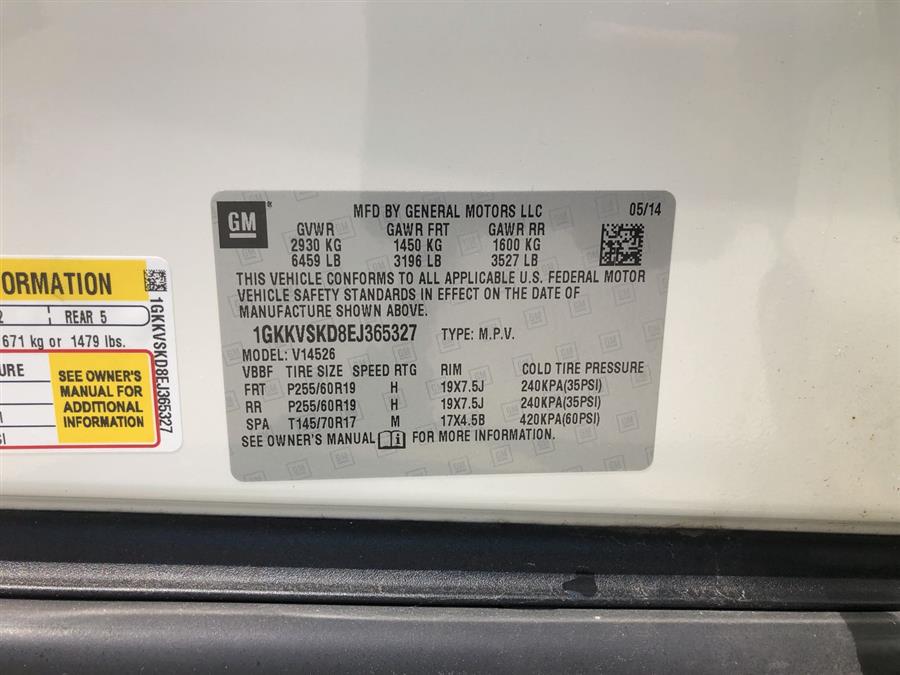 GM®
MFD BY GENERAL MOTORS LLC 05/14
GVWR GAWR FRT GAWR RR
2930 KG 1450 KG 1600 KG
6459 LB 3196 LB 3527 LB
THIS VEHICLE CONFORMS TO ALL APPLICABLE U.S. FEDERAL MOTOR
VEHICLE SAFETY STANDARDS IN EFFECT ON THE DATE OF
MANUFACTURE SHOWN ABOVE.
1GKKVSKD8EJ365327 TYPE: M.P.V.
MODEL: V14526
VBBF TIRE SIZE SPEED RTG RIM COLD TIRE PRESSURE
FRT P255/60R19 H 19X7.5J 240KPA(35PSI)
RR P255/60R19 H 19X7.5J 240KPA(35PSI)
SPA T145/70R17 M 17X4.5B 420KPA(60PSI)
SEE OWNER'S MANUAL i FOR MORE INFORMATION.
ORMATION
2 REAR 5
671 kg or 1479 lbs.
URE
SEE OWNER'S
MANUAL FOR
ADDITIONAL
INFORMATION
1GKKVSKD8EJ365327